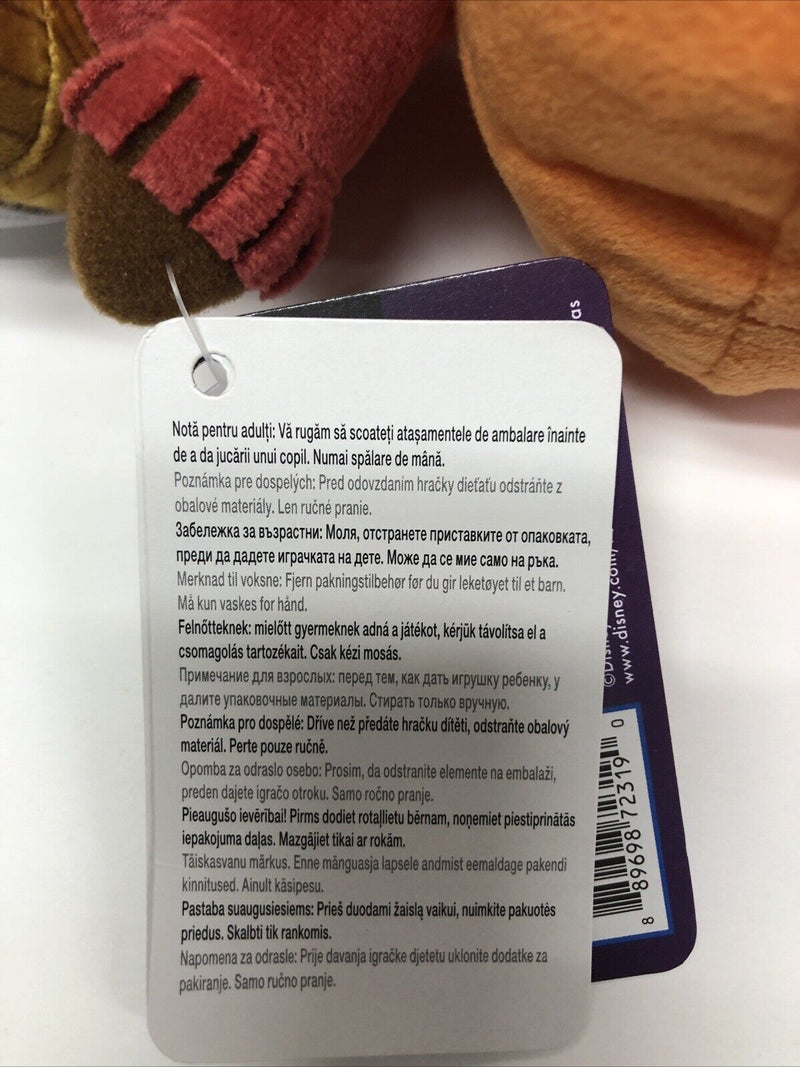 Notă pentru adulți: Vă rugăm să scoateți atașamentele de ambalare înainte
de a da jucării unui copil. Numai spălare de mână.
Poznámka pre dospelých: Pred odovzdaním hračky dieťaťu odstráňte z
obalové materiály. Len ručné pranie.
Забележка за възрастни: Моля, отстранете приставките от опаковката,
преди да дадете играчката на дете. Може да се мие само на ръка.
Merknad til voksne: Fjern pakningstilbehør før du gir leketøyet til et barn.
Må kun vaskes for hånd.
Felnőtteknek: mielőtt gyermeknek adná a játékot, kérjük távolítsa el a
csomagolás tartozékait. Csak kézi mosás.
Примечание для взрослых: перед тем, как дать игрушку ребенку, у
далите упаковочные материалы. Стирать только вручную.
Poznámka pro dospělé: Dříve než předáte hračku dítěti, odstraňte obalový
materiál. Perte pouze ručně.
Opomba za odraslo osebo: Prosim, da odstranite elemente na embalaži,
preden dajete igračo otroku. Samo ročno pranje.
Pieaugušo ievērībai! Pirms dodiet rotaļlietu bērnam, noņemiet piestiprinātās
iepakojuma daļas. Mazgājiet tikai ar rokām.
Täiskasvanu märkus. Enne mänguasja lapsele andmist eemaldage pakendi
kinnitused. Ainult käsipesu.
Pastaba suaugusiesiems: Prieš duodami žaislą vaikui, nuimkite pakuotės
priedus. Skalbti tik rankomis.
Napomena za odrasle: Prije davanja igračke djetetu uklonite dodatke za
pakiranje. Samo ručno pranje.
as
©Disney
www.disney.com/
8 89698 72319 0